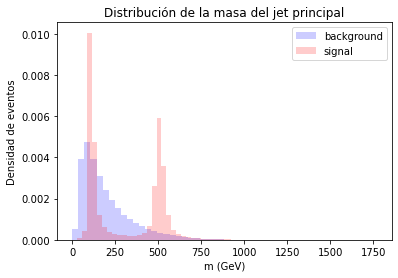 Distribución de la masa del jet principal
background
signal
Densidad de eventos
0.010
0.008
0.006
0.004
0.002
0.000
0 250 500 750 1000 1250 1500 1750
m (GeV)